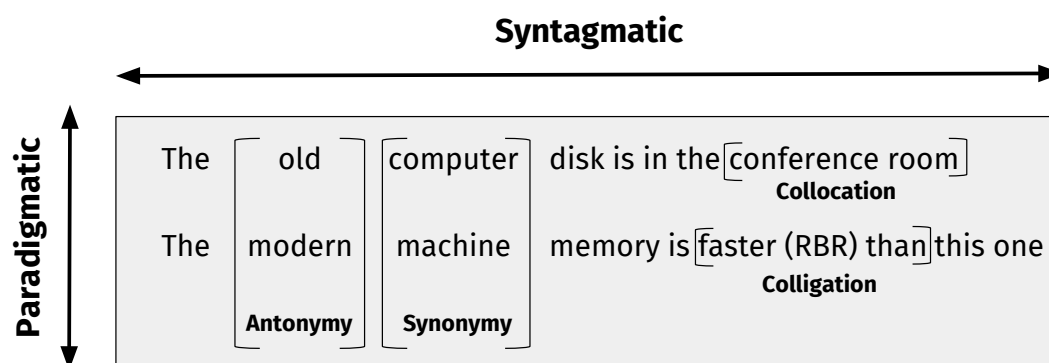 Syntagmatic
Paradigmatic
The old computer disk is in the conference room
Collocation
The modern machine memory is faster (RBR) than this one
Colligation
Antonymy Synonymy